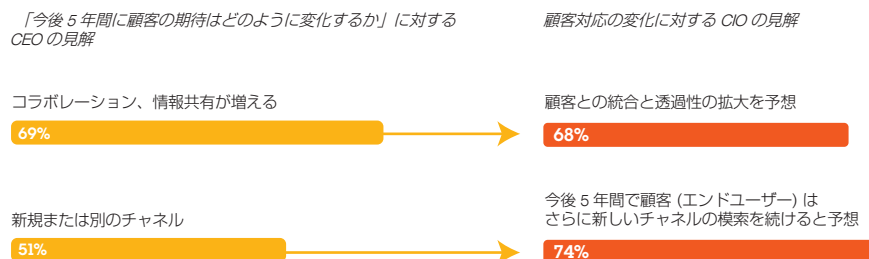 「今後 5 年間に顧客の期待はどのように変化するか」に対する
CEO の見解
顧客対応の変化に対する CIO の見解
コラボレーション、情報共有が増える
69%
顧客との統合と透過性の拡大を予想
68%
新規または別のチャネル
51%
今後 5 年間で顧客 (エンドユーザー) は
さらに新しいチャネルの模索を続けると予想
74%